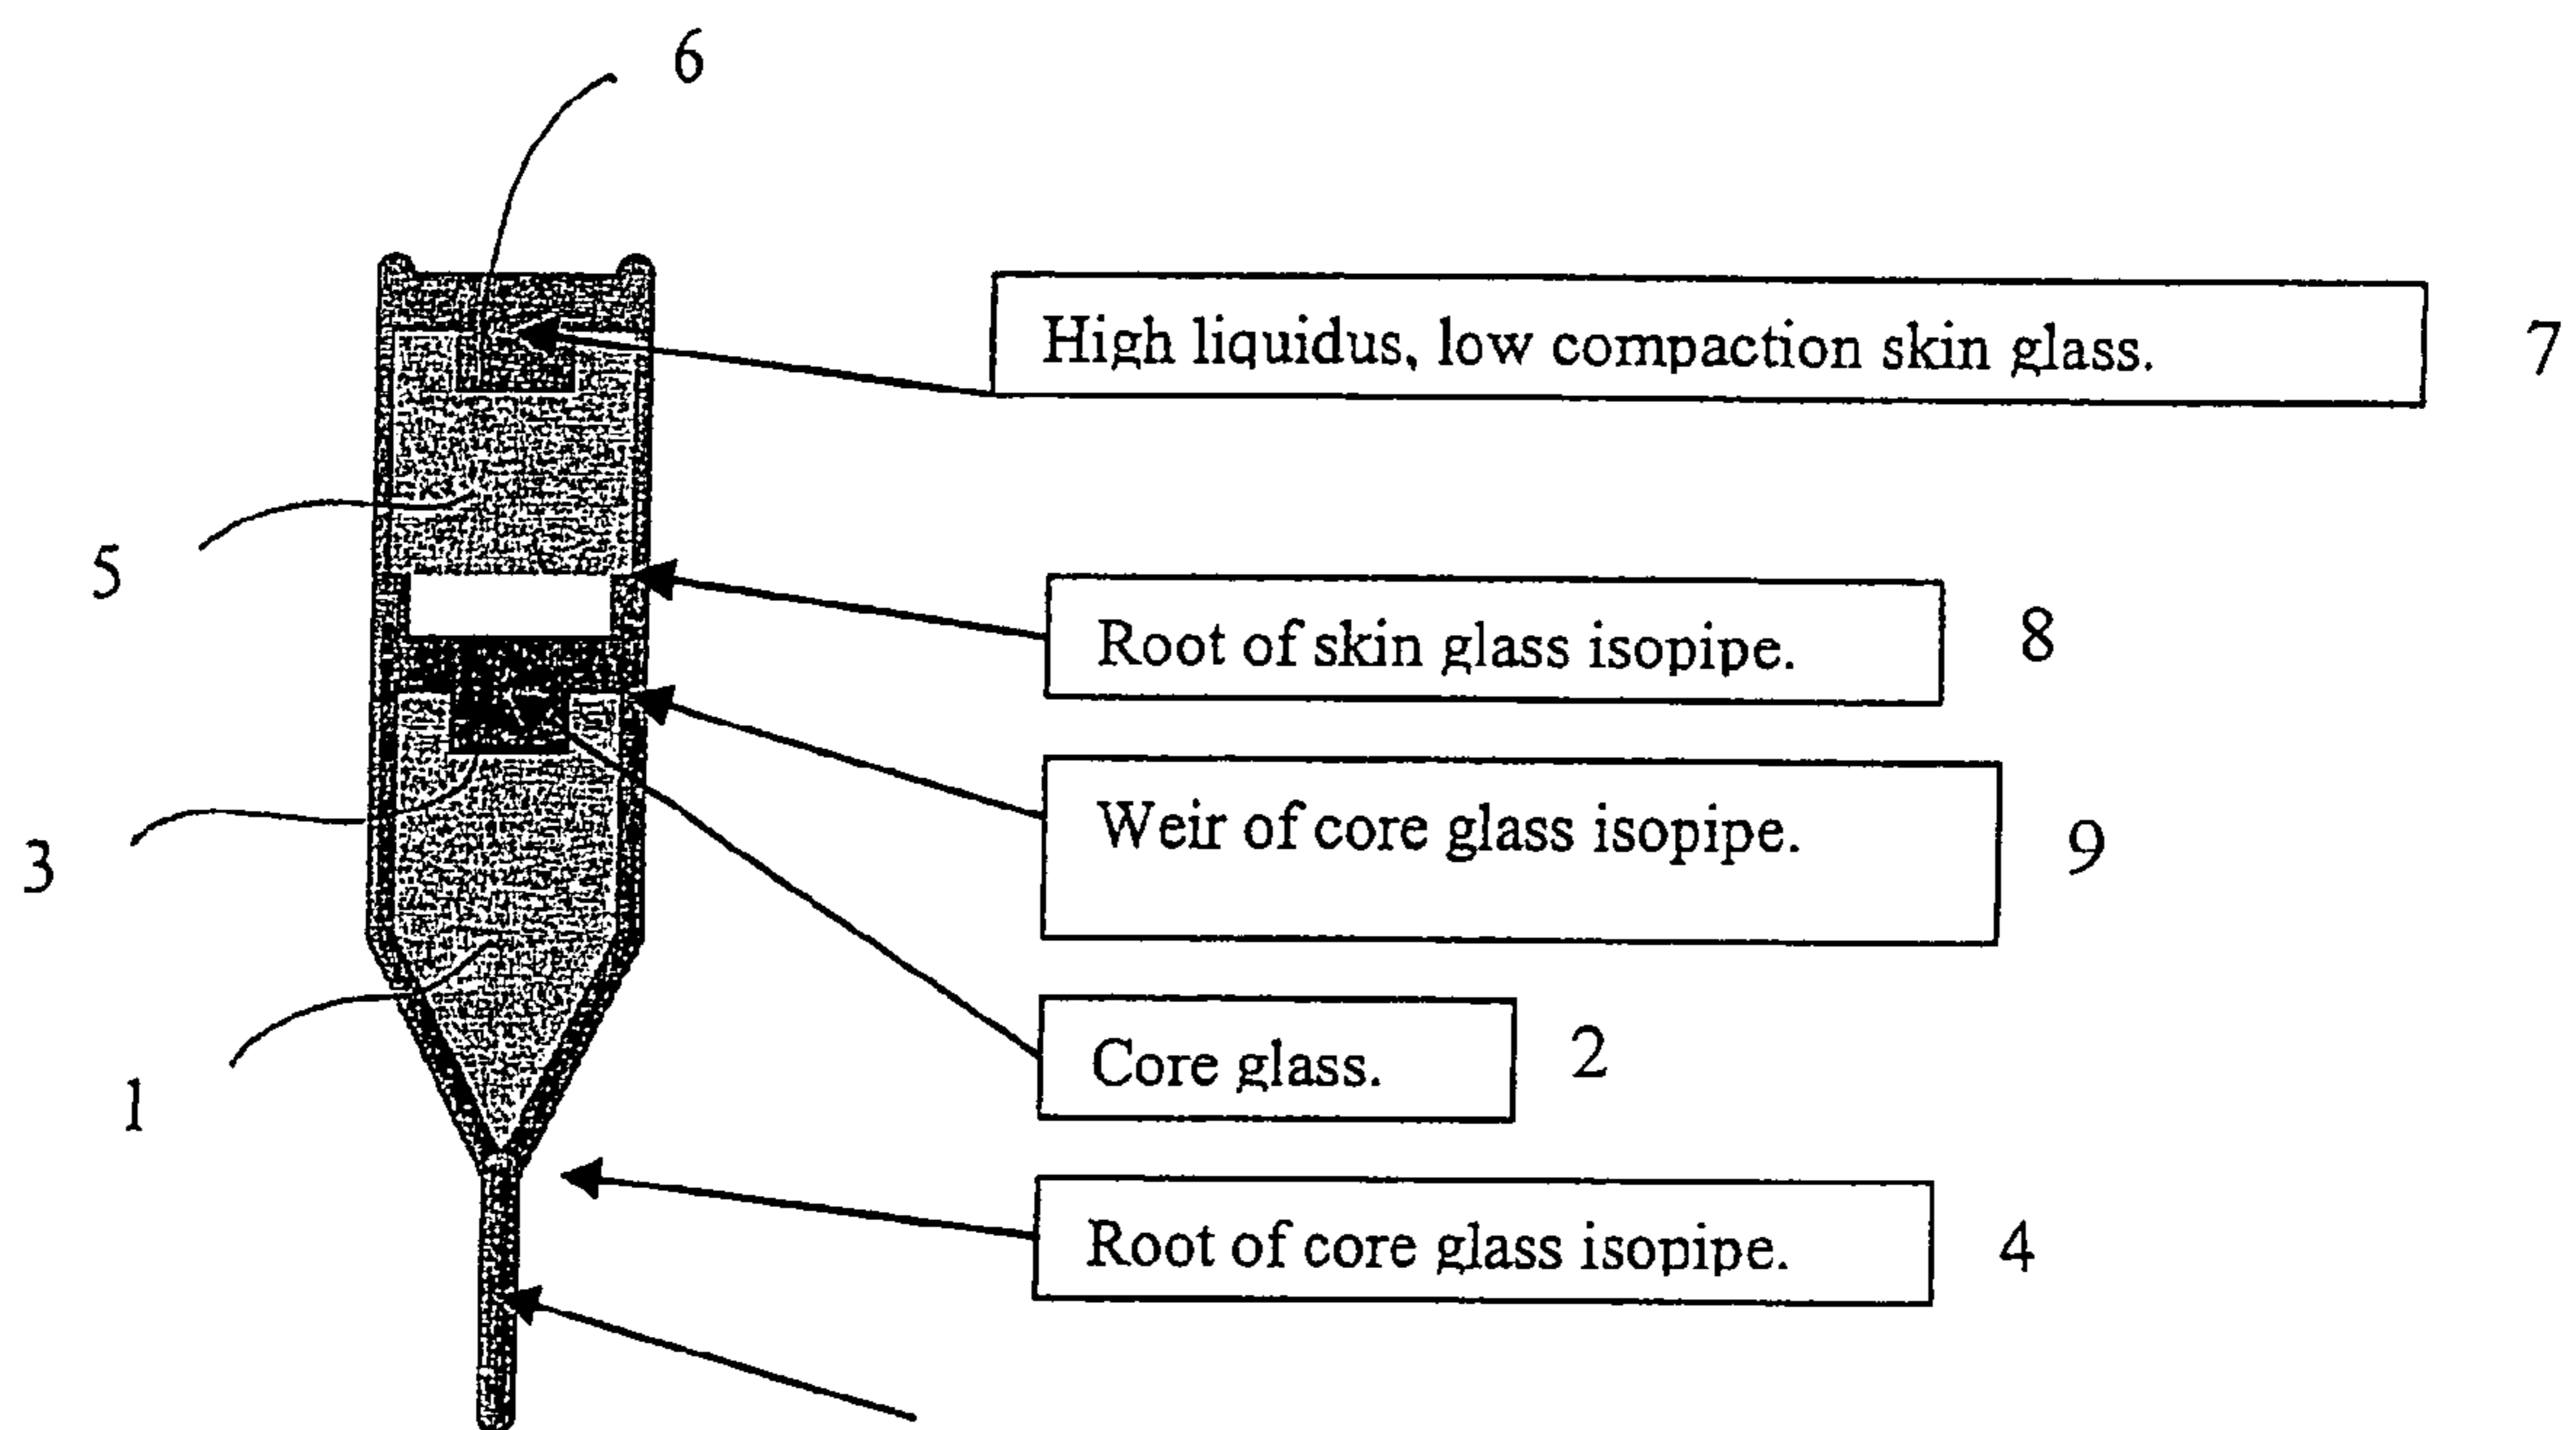 6
High liquidus, low compaction skin glass.
7
5
Root of skin glass isopipe.
8
Weir of core glass isopipe.
9
3
Core glass.
2
1
Root of core glass isopipe.
4